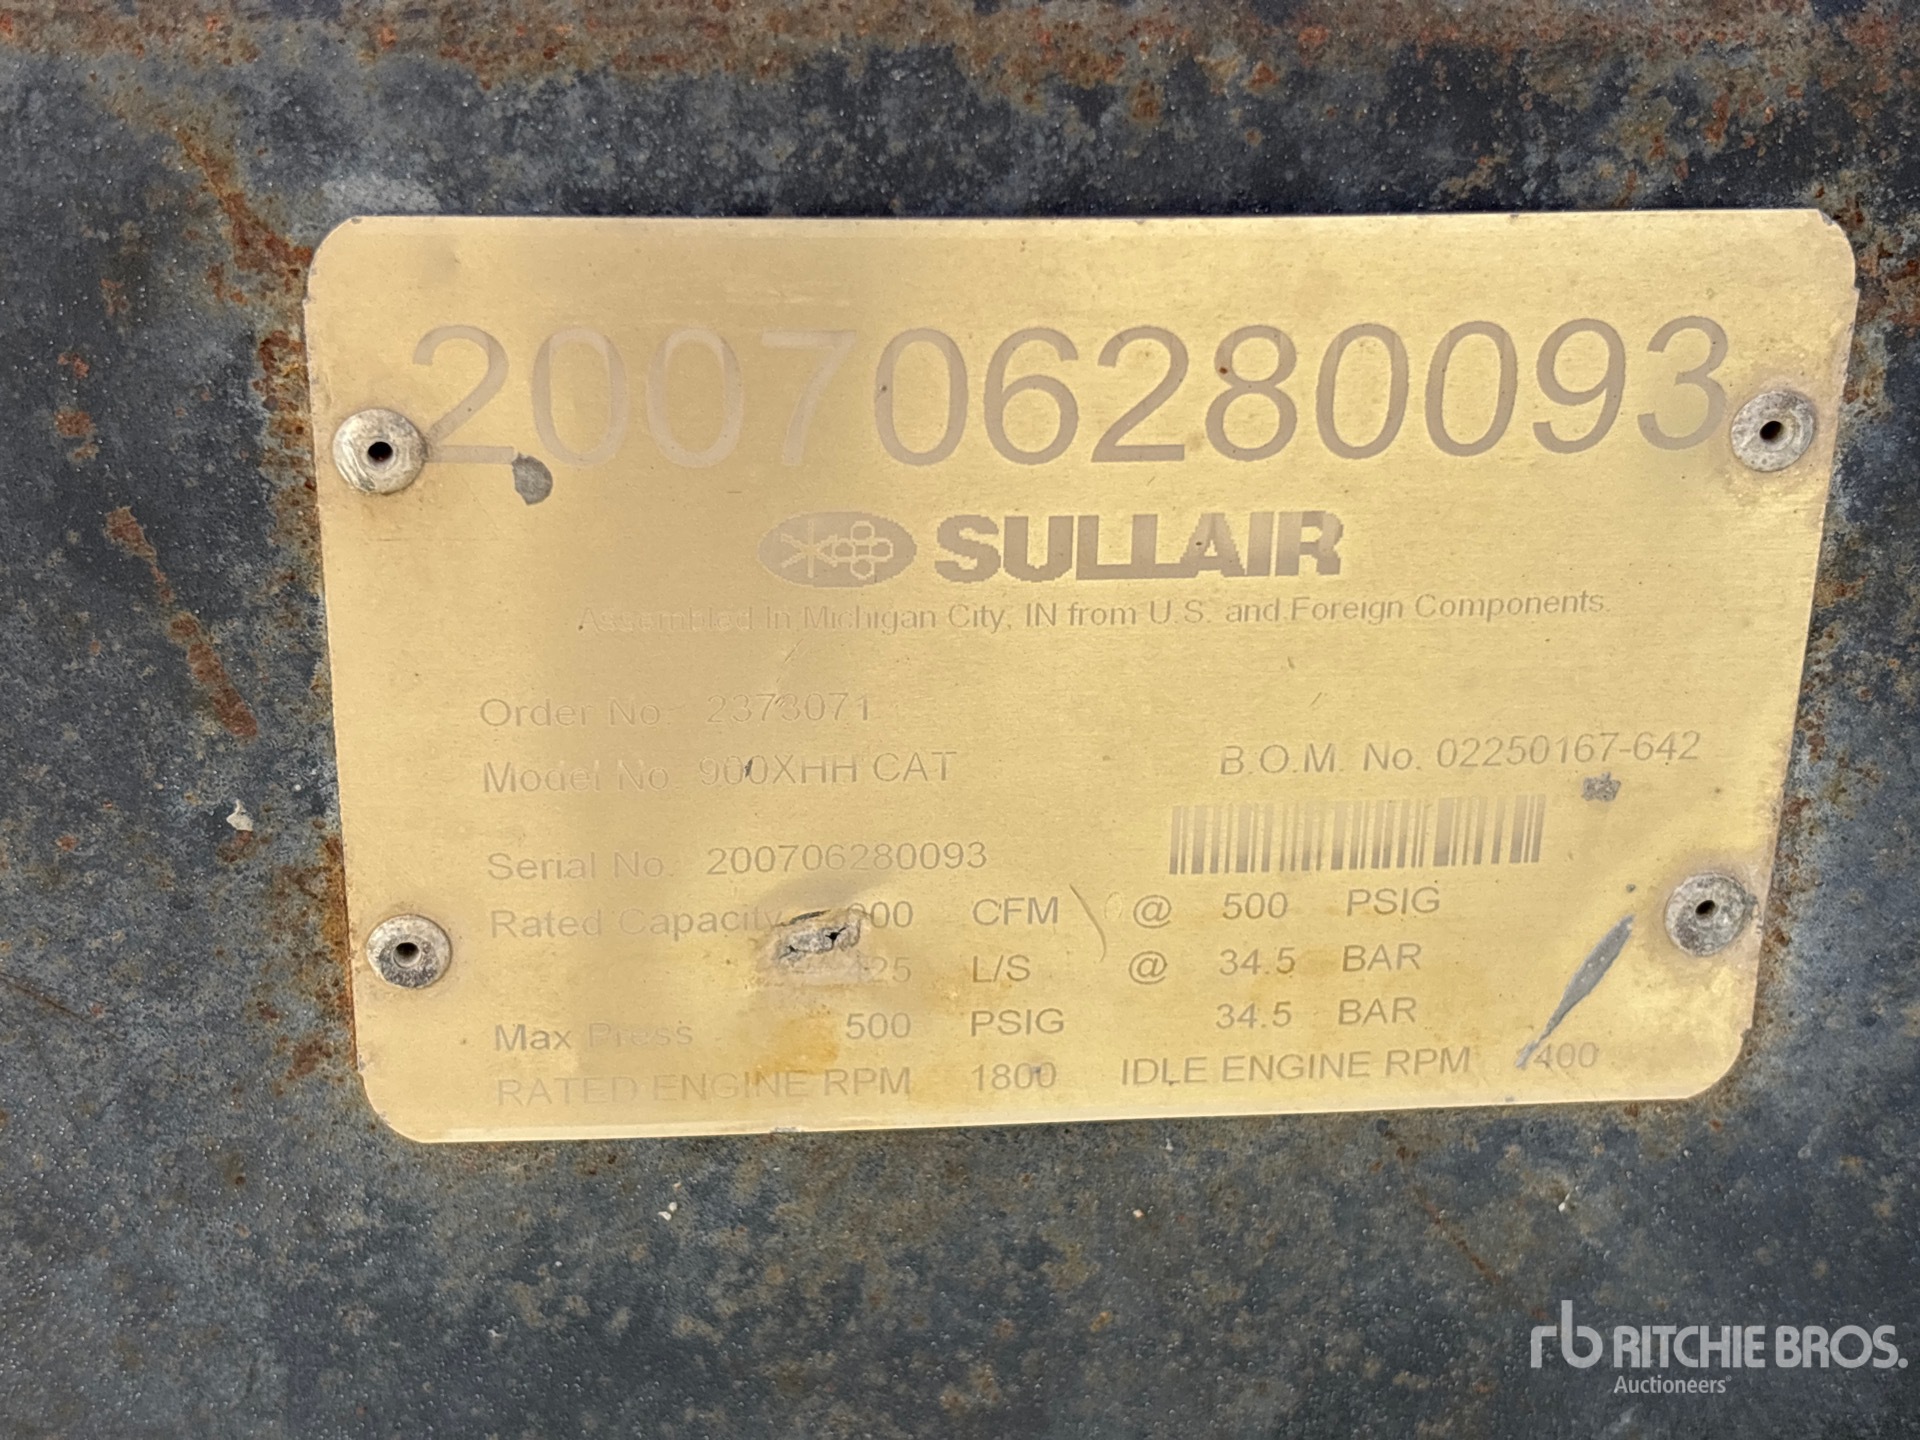 200706280093
SULLAIR
Assembled In Michigan City, IN from U.S. and Foreign Components.
Order No. 2373071
Model No. 900XHH CAT B.O.M. No. 02250167-642
Serial No. 200706280093
Rated Capacity CFM @ 500 PSIG
L/S @ 34.5 BAR
Max Press 500 PSIG 34.5 BAR
RATED ENGINE RPM 1800 IDLE ENGINE RPM
rb RITCHIE BROS.
Auctioneers